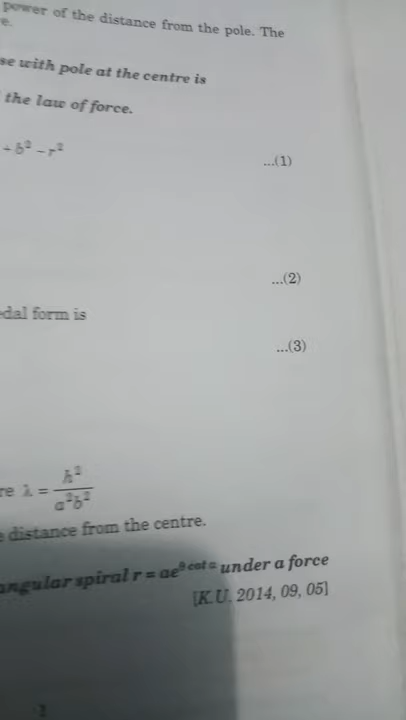 power of the distance from the pole. The
e.
se with pole at the centre is
the law of force.
+ b² – r²
...(1)
...(2)
edal form is
...(3)
re λ = h²/a²b²
e distance from the centre.
angular spiral r = ae^θ cot α under a force
[K.U. 2014, 09, 05]